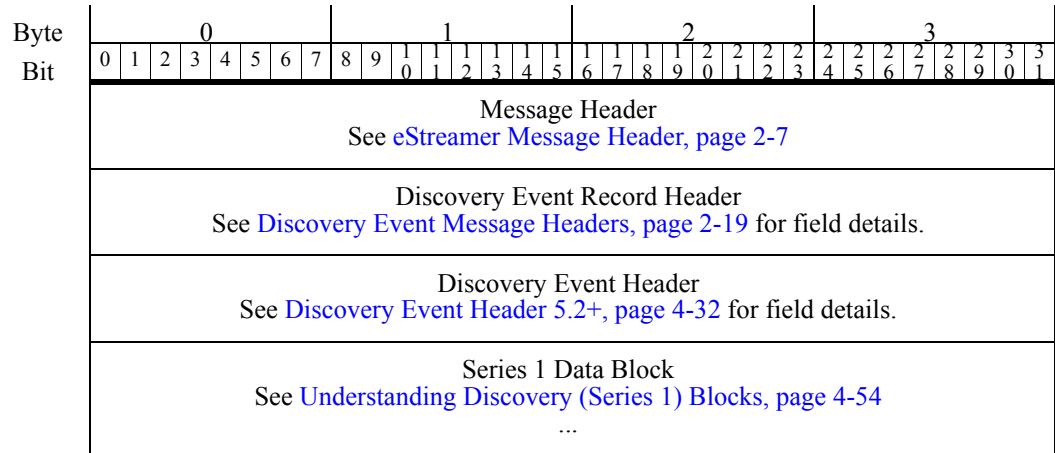 Byte 0 1 2 3
Bit 0 1 2 3 4 5 6 7 8 9 10 11 12 13 14 15 16 17 18 19 20 21 22 23 24 25 26 27 28 29 30 31
Message Header
See eStreamer Message Header, page 2-7
Discovery Event Record Header
See Discovery Event Message Headers, page 2-19 for field details.
Discovery Event Header
See Discovery Event Header 5.2+, page 4-32 for field details.
Series 1 Data Block
See Understanding Discovery (Series 1) Blocks, page 4-54
...